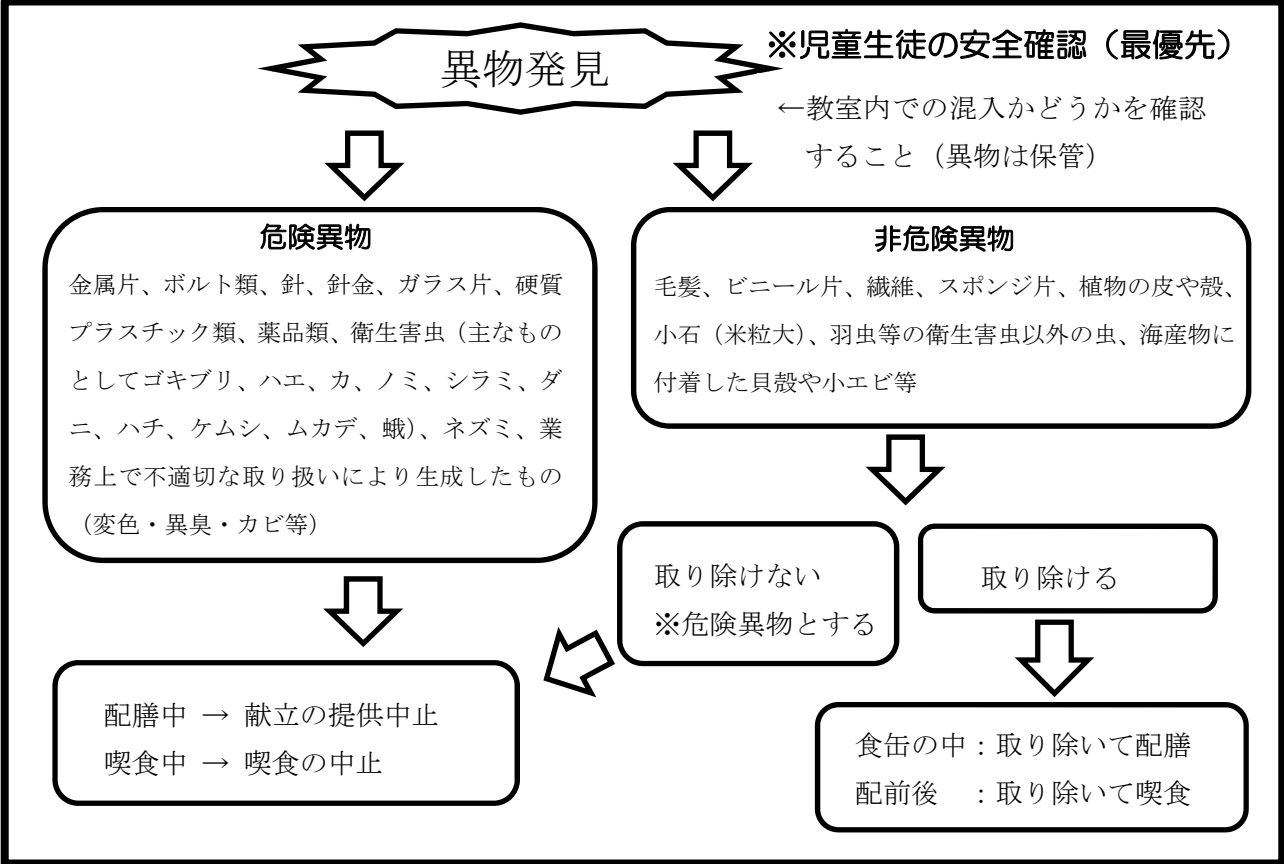 異物発見
※児童生徒の安全確認（最優先）
←教室内での混入かどうかを確認
すること（異物は保管）
危険異物
金属片、ボルト類、針、針金、ガラス片、硬質
プラスチック類、薬品類、衛生害虫（主なもの
としてゴキブリ、ハエ、カ、ノミ、シラミ、ダ
ニ、ハチ、ケムシ、ムカデ、蛾）、ネズミ、業
務上で不適切な取り扱いにより生成したもの
（変色・異臭・カビ等）
非危険異物
毛髪、ビニール片、繊維、スポンジ片、植物の皮や殻、
小石（米粒大）、羽虫等の衛生害虫以外の虫、海産物に
付着した貝殻や小エビ等
取り除けない
※危険異物とする
取り除ける
配膳中 → 献立の提供中止
喫食中 → 喫食の中止
食缶の中：取り除いて配膳
配前後　：取り除いて喫食